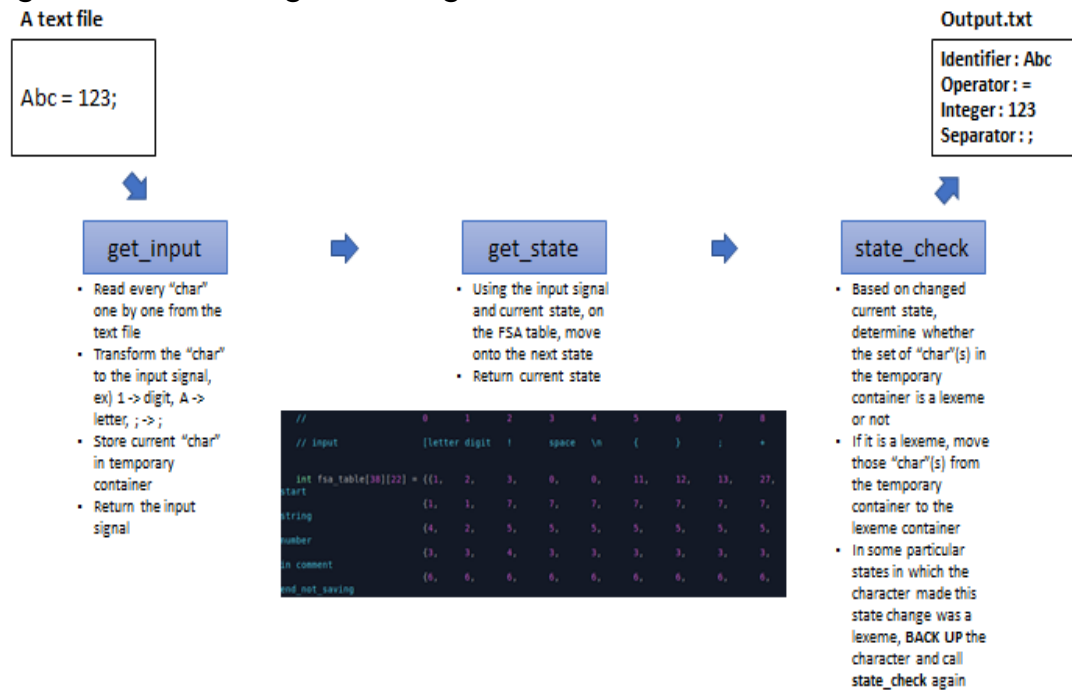 A text file
Abc = 123;
Output.txt
Identifier : Abc
Operator : =
Integer : 123
Separator : ;
get_input
• Read every “char”
one by one from the
text file
• Transform the “char”
to the input signal,
ex) 1 -> digit, A ->
letter, ; -> ;
• Store current “char”
in temporary
container
• Return the input
signal
get_state
• Using the input signal
and current state, on
the FSA table, move
onto the next state
• Return current state
// 0 1 2 3 4 5 6 7 8
// input [letter digit ! space \n { } ; +
int fsa_table[38][22] = {{1, 2, 3, 0, 0, 11, 12, 13, 27,
start
{1, 1, 7, 7, 7, 7, 7, 7, 7,
string
{4, 2, 5, 5, 5, 5, 5, 5, 5,
number
{3, 3, 4, 3, 3, 3, 3, 3, 3,
in comment
{6, 6, 6, 6, 6, 6, 6, 6, 6,
end_not_saving
state_check
• Based on changed
current state,
determine whether
the set of “char”(s) in
the temporary
container is a lexeme
or not
• If it is a lexeme, move
those “char”(s) from
the temporary
container to the
lexeme container
• In some particular
states in which the
character made this
state change was a
lexeme, BACK UP the
character and call
state_check again